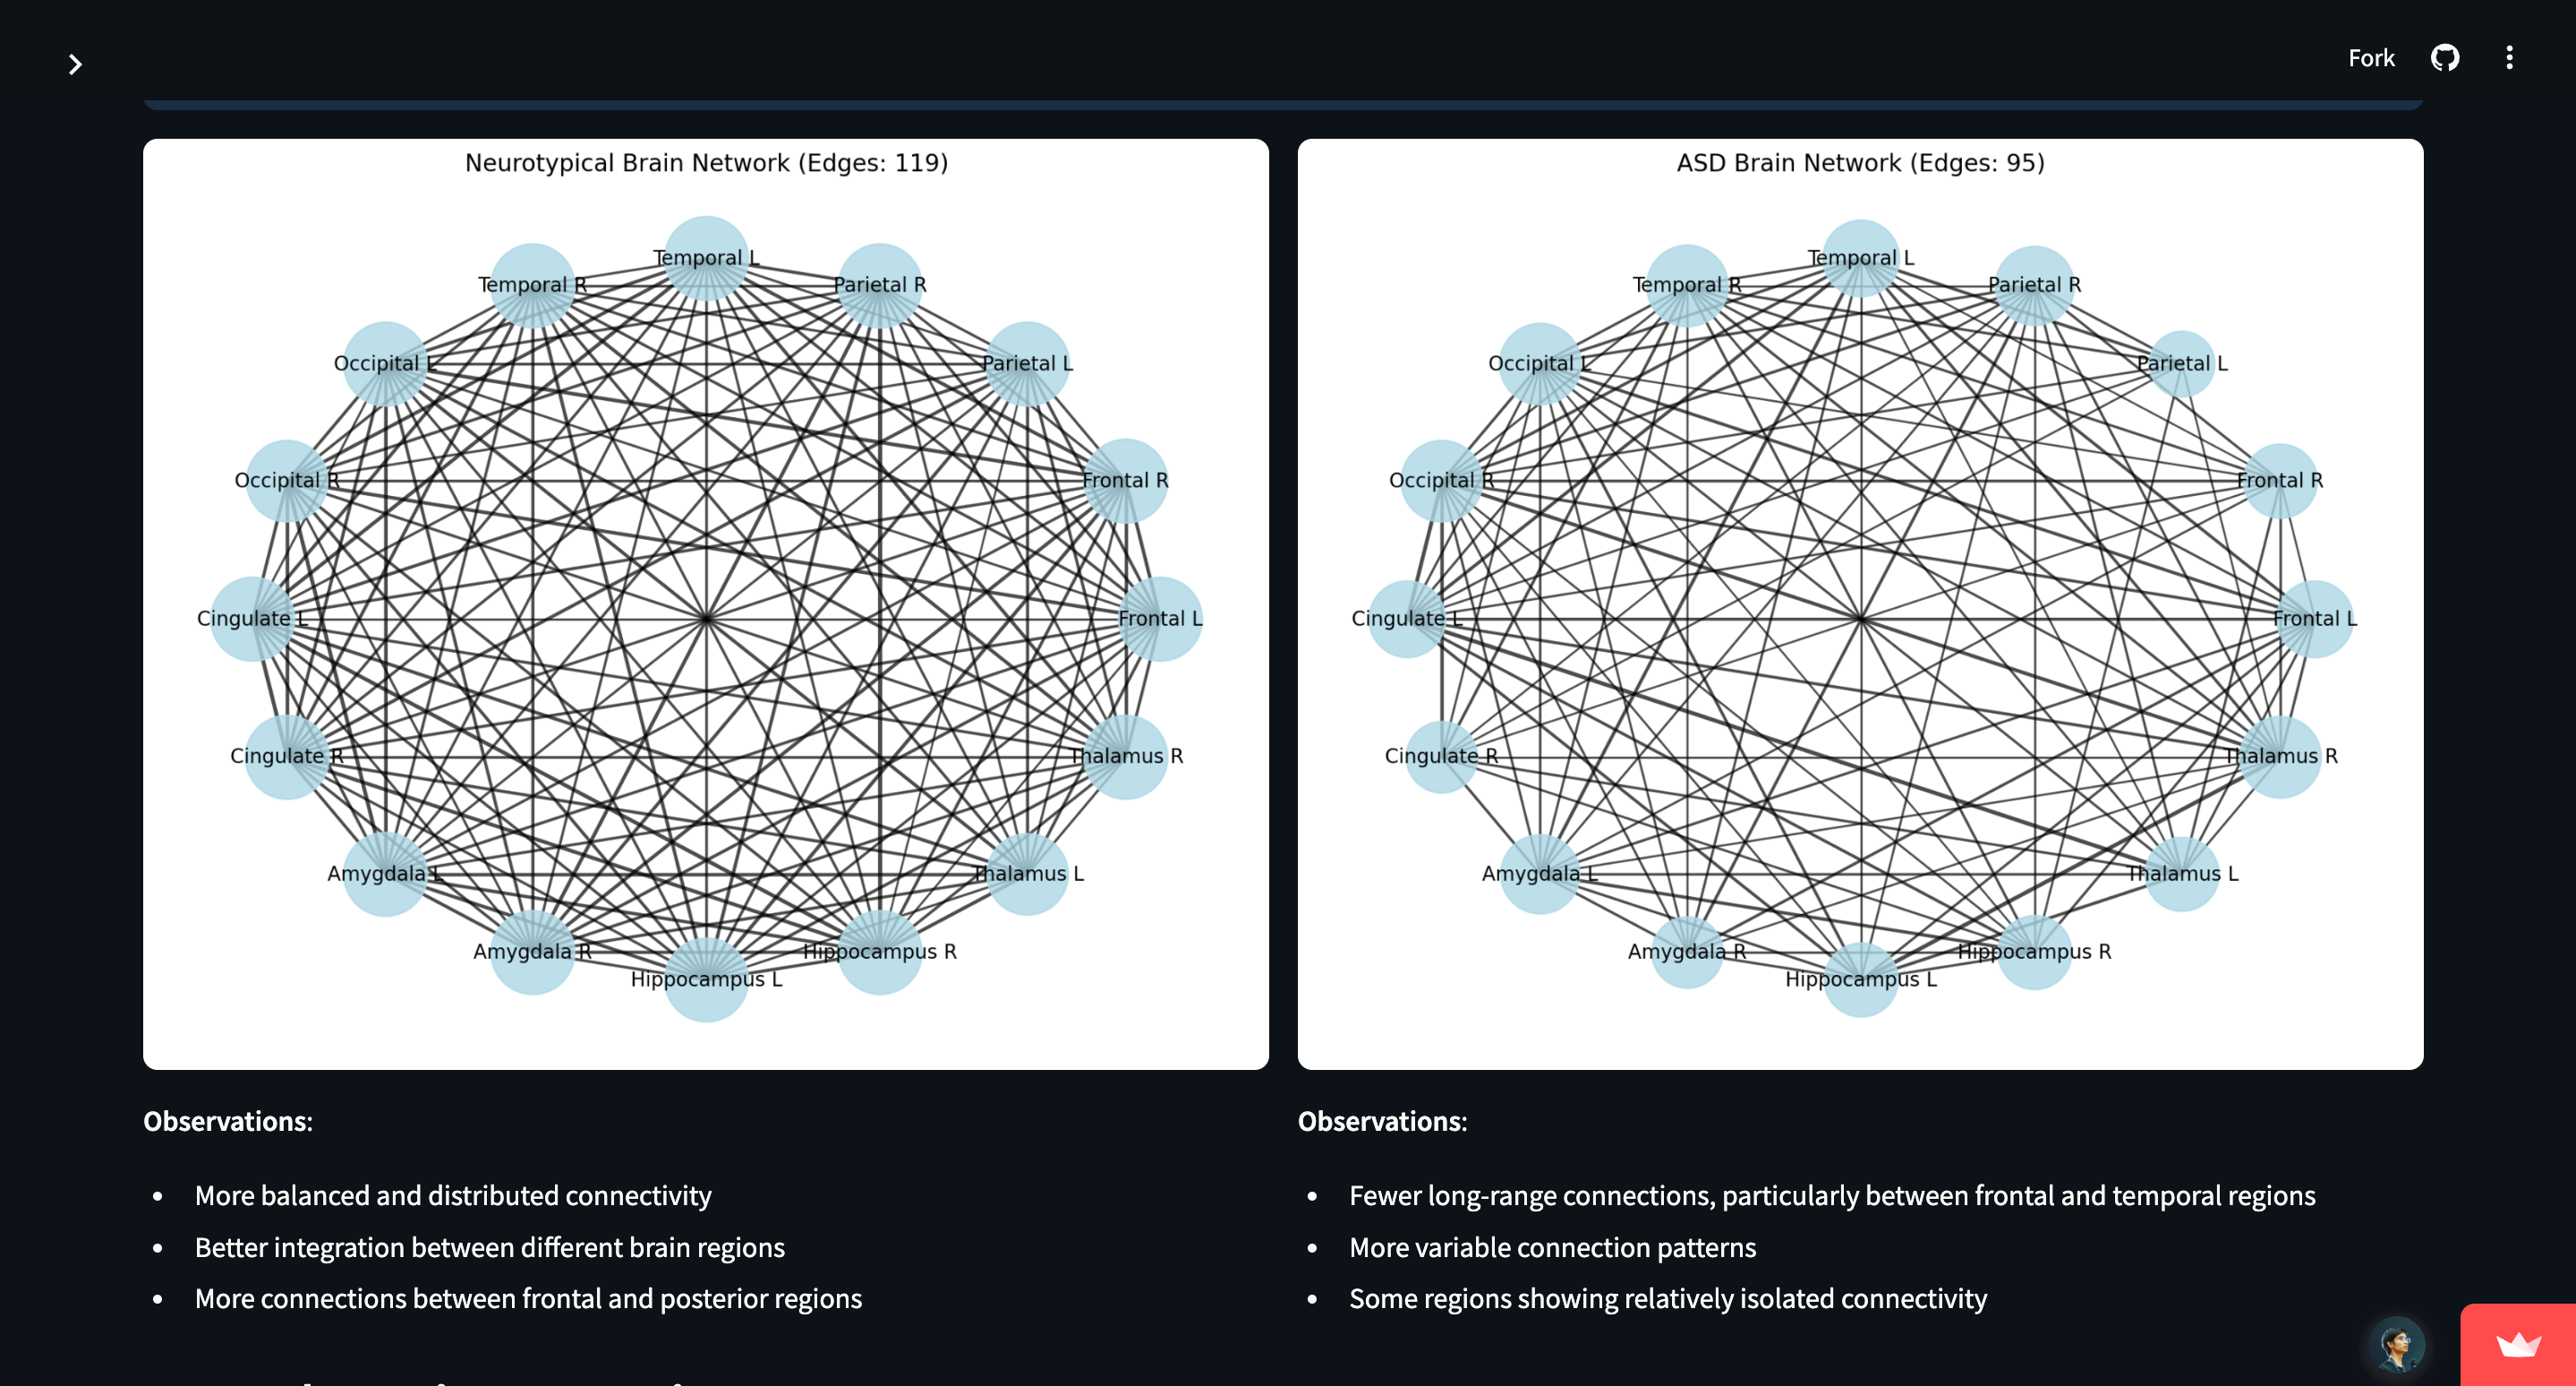 Fork
Neurotypical Brain Network (Edges: 119)
Temporal L
Temporal R
Parietal R
Occipital L
Parietal L
Occipital R
Frontal R
Cingulate L
Frontal L
Cingulate R
Thalamus R
Amygdala L
Thalamus L
Amygdala R
Hippocampus R
Hippocampus L
ASD Brain Network (Edges: 95)
Temporal L
Temporal R
Parietal R
Occipital L
Parietal L
Occipital R
Frontal R
Cingulate L
Frontal L
Cingulate R
Thalamus R
Amygdala L
Thalamus L
Amygdala R
Hippocampus R
Hippocampus L
Observations:
• More balanced and distributed connectivity
• Better integration between different brain regions
• More connections between frontal and posterior regions
Observations:
• Fewer long-range connections, particularly between frontal and temporal regions
• More variable connection patterns
• Some regions showing relatively isolated connectivity